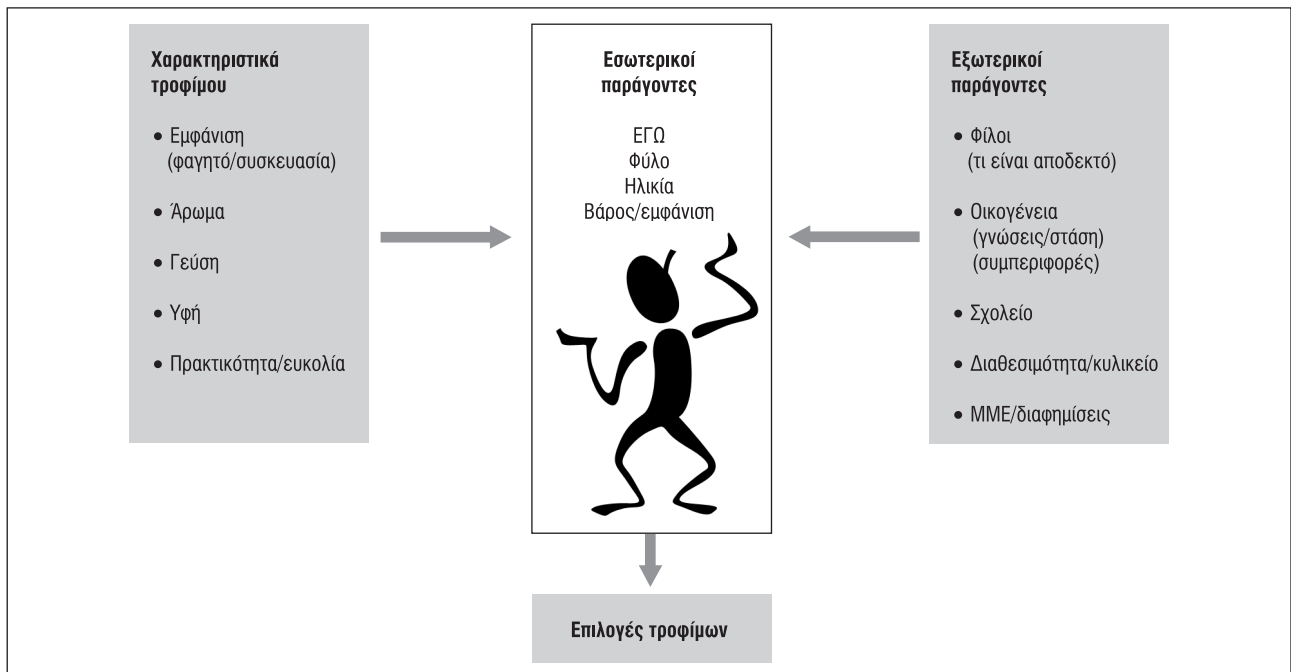 Χαρακτηριστικά
τροφίμου
• Εμφάνιση
(φαγητό/συσκευασία)
• Άρωμα
• Γεύση
• Υφή
• Πρακτικότητα/ευκολία
Εσωτερικοί
παράγοντες
ΕΓΩ
Φύλο
Ηλικία
Βάρος/εμφάνιση
Εξωτερικοί
παράγοντες
• Φίλοι
(τι είναι αποδεκτό)
• Οικογένεια
(γνώσεις/στάση)
(συμπεριφορές)
• Σχολείο
• Διαθεσιμότητα/κυλικείο
• ΜΜΕ/διαφημίσεις
Επιλογές τροφίμων